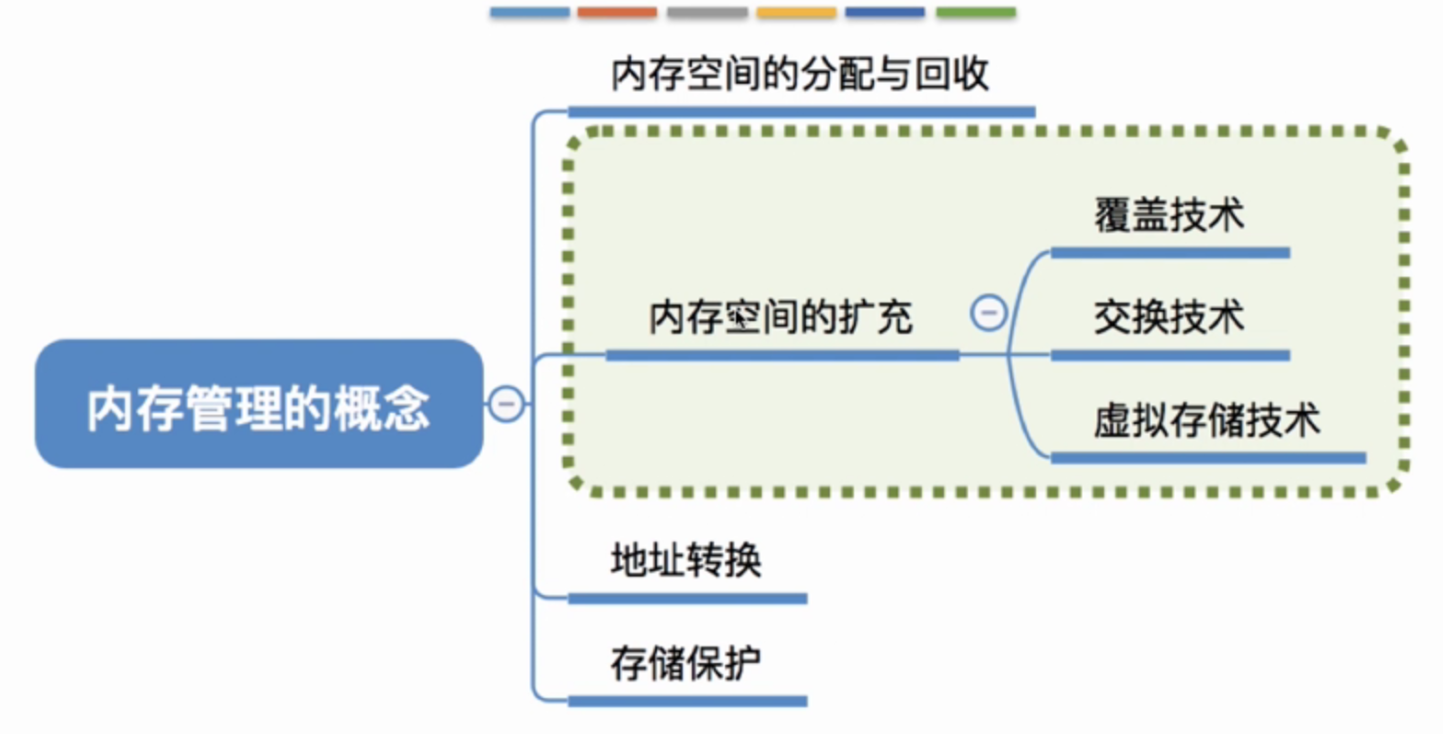 内存空间的分配与回收
覆盖技术
内存空间的扩充
交换技术
内存管理的概念
虚拟存储技术
地址转换
存储保护